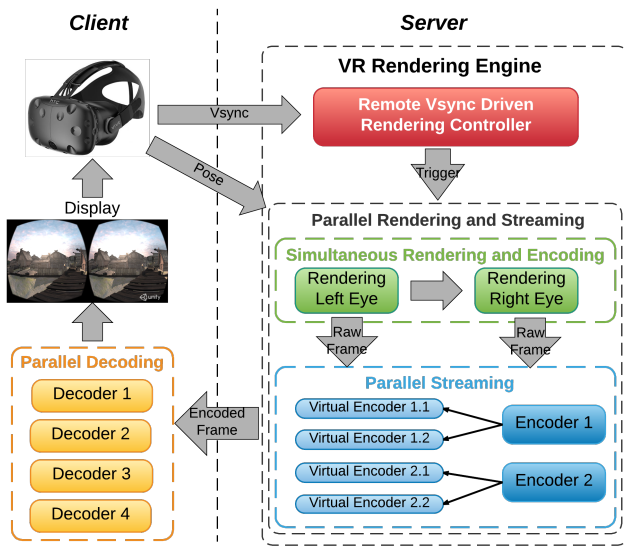 Client
Server
VR Rendering Engine
Vsync
Remote Vsync Driven
Rendering Controller
Pose
Trigger
Display
Parallel Rendering and Streaming
Simultaneous Rendering and Encoding
Rendering
Left Eye
Rendering
Right Eye
unity
Raw
Frame
Raw
Frame
Parallel Decoding
Decoder 1
Decoder 2
Decoder 3
Decoder 4
Encoded
Frame
Parallel Streaming
Virtual Encoder 1.1
Virtual Encoder 1.2
Virtual Encoder 2.1
Virtual Encoder 2.2
Encoder 1
Encoder 2